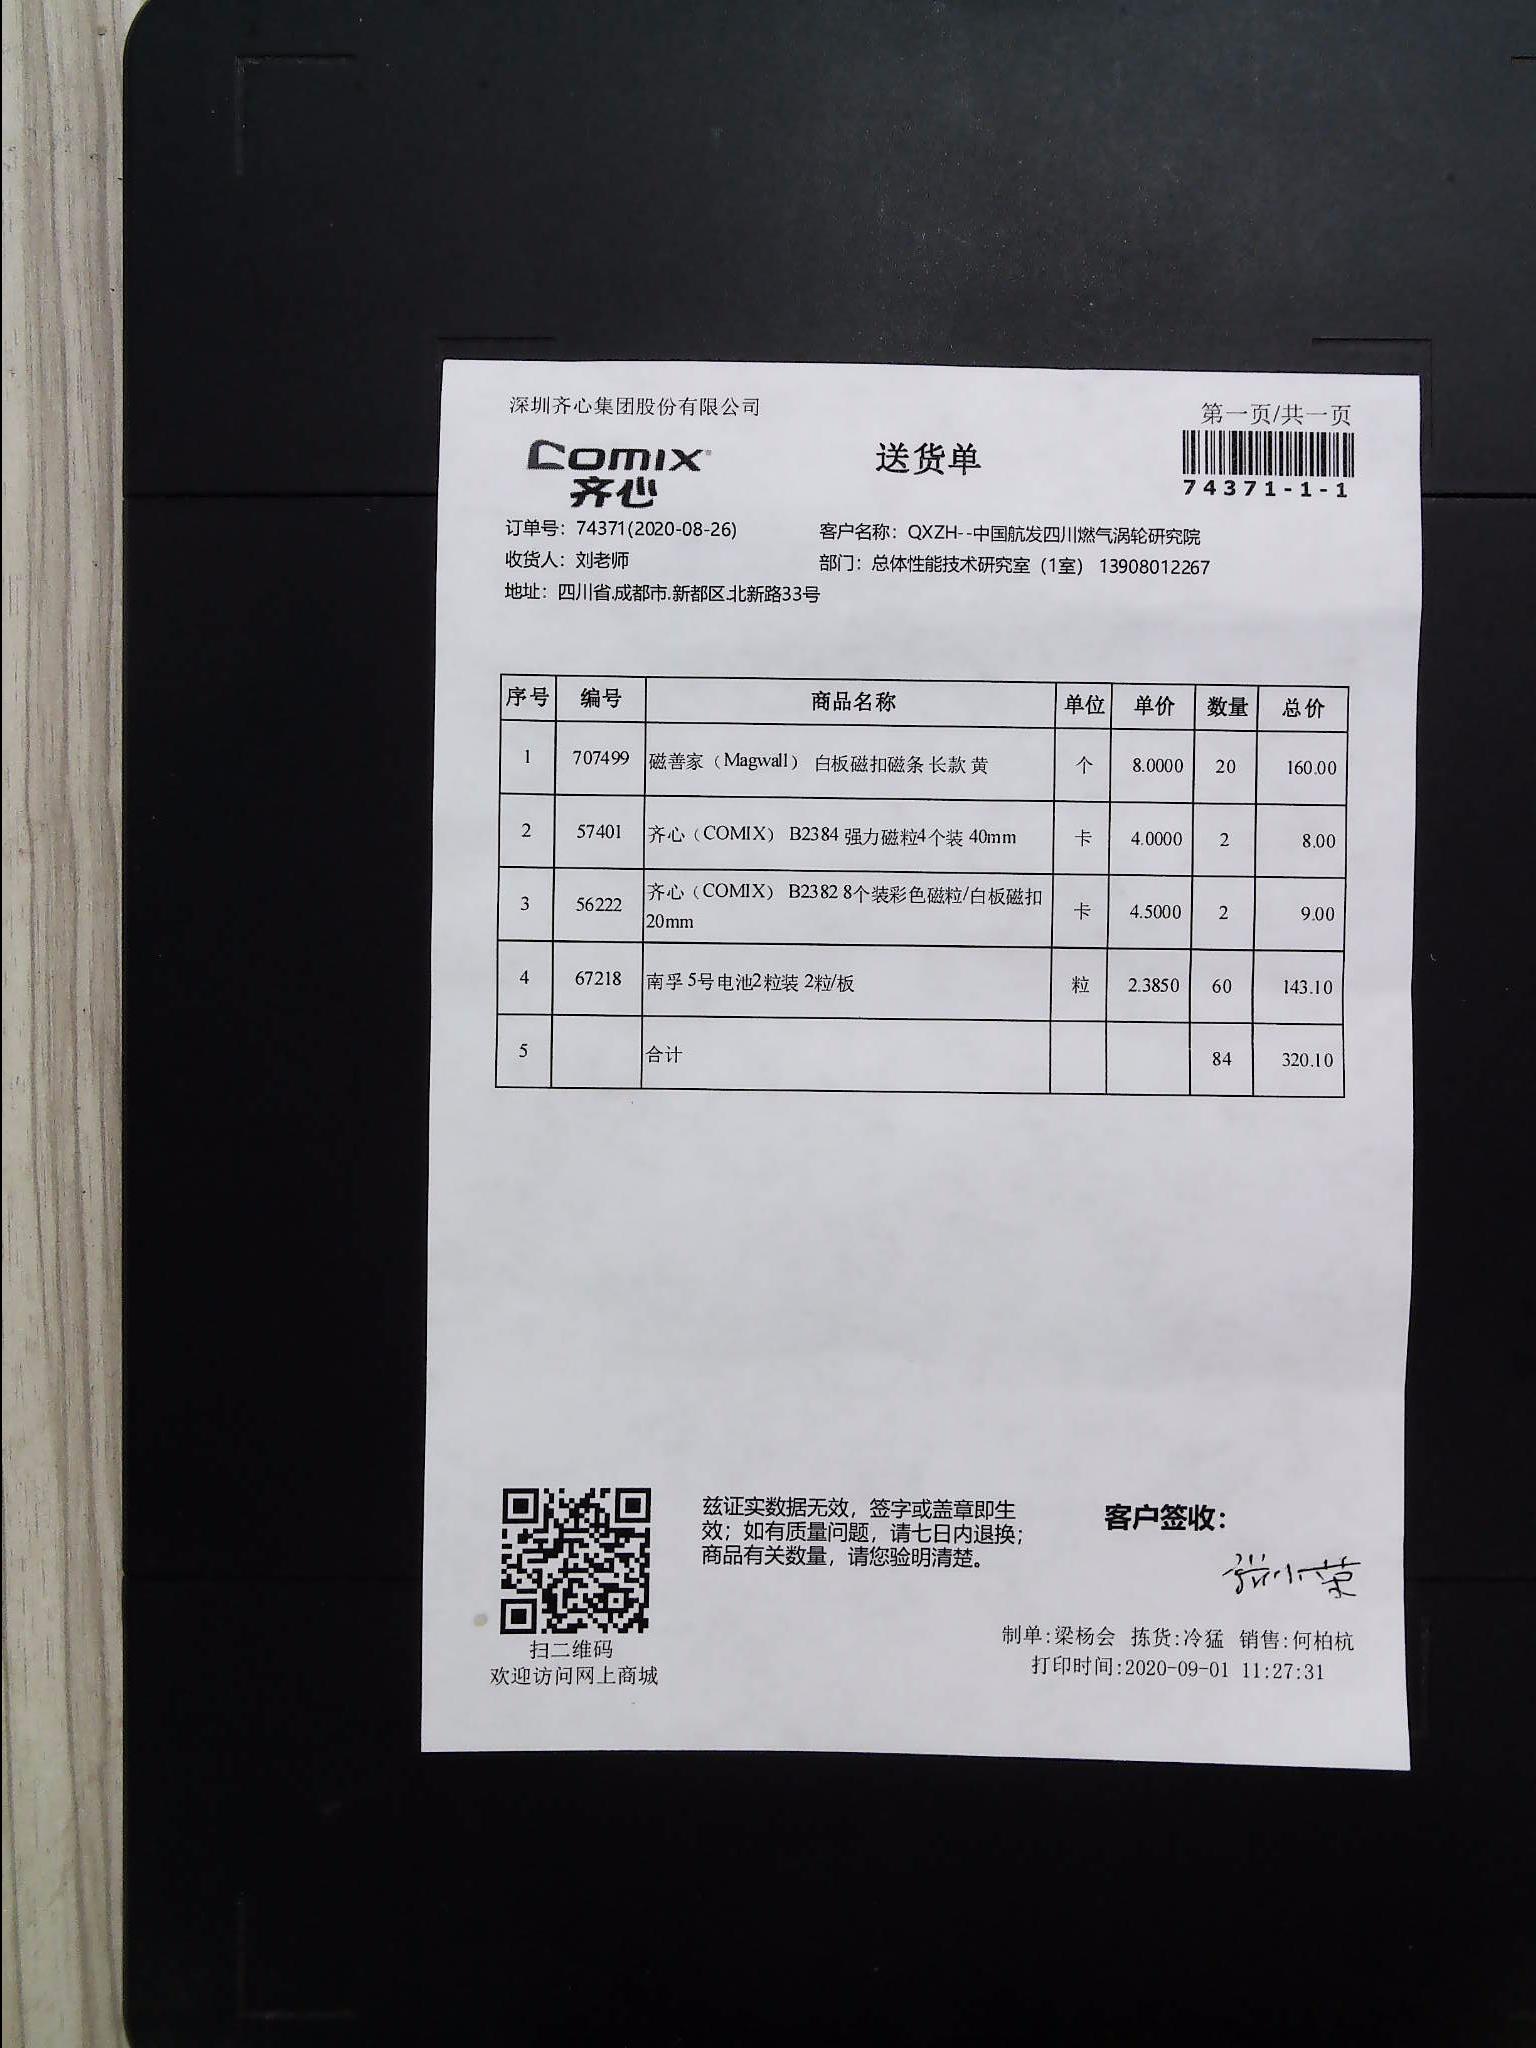 深圳齐心集团股份有限公司
第一页/共一页
comix
齐心
送货单
74371-1-1
订单号：74371(2020-08-26)
客户名称：QXZH--中国航发四川燃气涡轮研究院
收货人：刘老师
部门：总体性能技术研究室（1室） 13908012267
地址：四川省.成都市.新都区.北新路33号
序号 编号 商品名称 单位 单价 数量 总价
1 707499 磁善家（Magwall） 白板磁扣磁条 长款 黄 个 8.0000 20 160.00
2 57401 齐心（COMIX） B2384 强力磁粒4个装 40mm 卡 4.0000 2 8.00
3 56222 齐心（COMIX） B2382 8个装彩色磁粒/白板磁扣 卡 4.5000 2 9.00
20mm
4 67218 南孚 5号电池2粒装 2粒/板 粒 2.3850 60 143.10
5 合计 84 320.10
兹证实数据无效，签字或盖章即生
效；如有质量问题，请七日内退换；
商品有关数量，请您验明清楚。
客户签收：
扫二维码
欢迎访问网上商城
制单:梁杨会 拣货:冷猛 销售:何柏杭
打印时间:2020-09-01 11:27:31